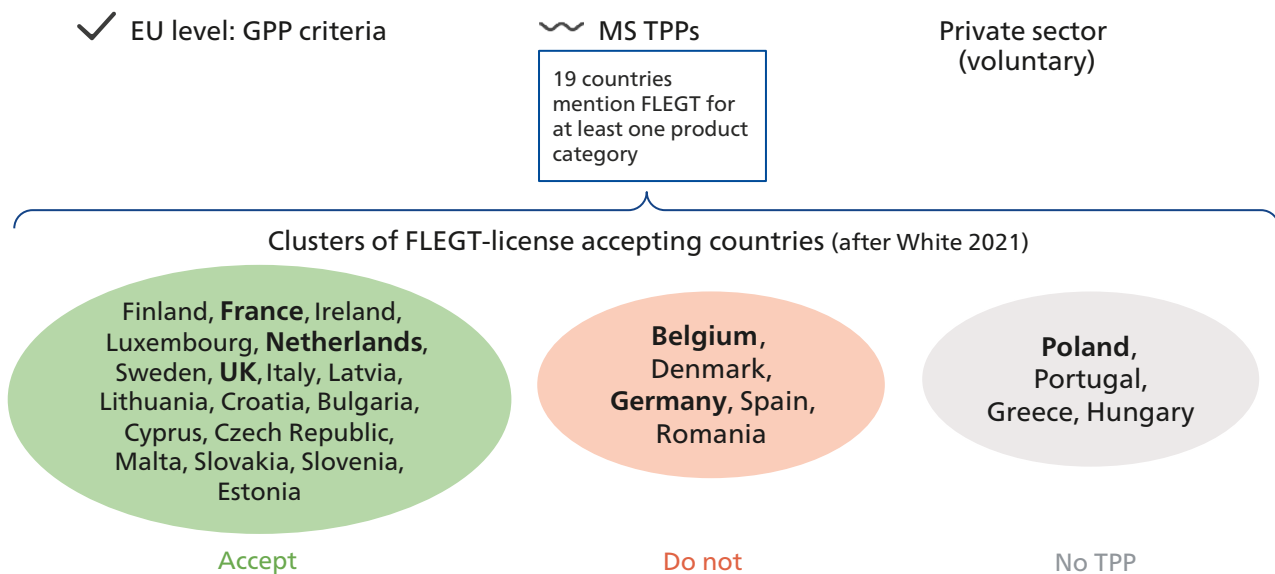 EU level: GPP criteria
MS TPPs
Private sector
(voluntary)
19 countries
mention FLEGT for
at least one product
category
Clusters of FLEGT-license accepting countries (after White 2021)
Finland, France, Ireland,
Luxembourg, Netherlands,
Sweden, UK, Italy, Latvia,
Lithuania, Croatia, Bulgaria,
Cyprus, Czech Republic,
Malta, Slovakia, Slovenia,
Estonia
Belgium,
Denmark,
Germany, Spain,
Romania
Poland,
Portugal,
Greece, Hungary
Accept
Do not
No TPP